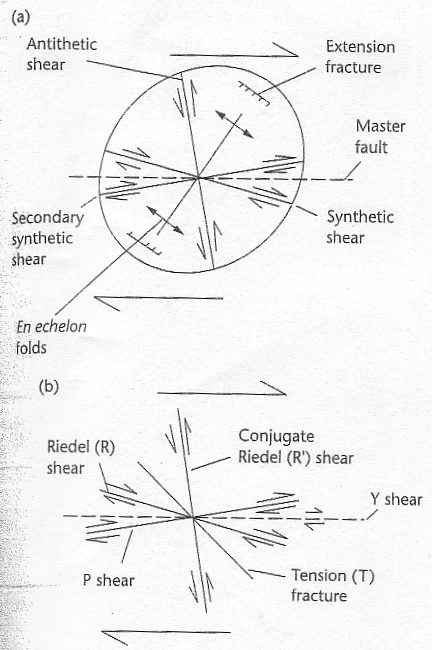 (a)
Antithetic
shear
Extension
fracture
Master
fault
Secondary
synthetic
shear
Synthetic
shear
En echelon
folds
(b)
Riedel (R)
shear
Conjugate
Riedel (R') shear
Y shear
P shear
Tension (T)
fracture